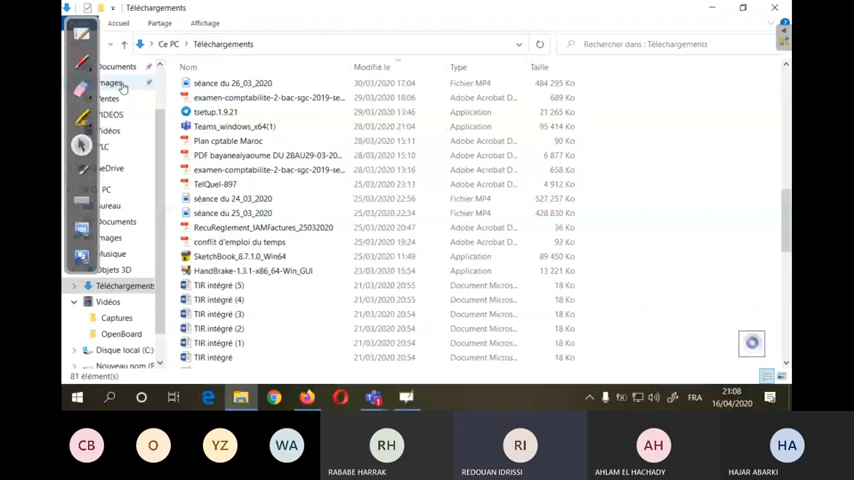 Téléchargements
Accueil Partage Affichage
Ce PC > Téléchargements
Rechercher dans : Téléchargements
Nom Modifié le Type Taille
séance du 26_03_2020 30/03/2020 17:04 Fichier MP4 484 295 Ko
examen-comptabilite-2-bac-sgc-2019-se... 29/03/2020 18:06 Adobe Acrobat D... 689 Ko
tsetup.1.9.21 29/03/2020 13:46 Application 21 265 Ko
Teams_windows_x64(1) 28/03/2020 21:04 Application 95 414 Ko
Plan cptable Maroc 28/03/2020 15:11 Adobe Acrobat D... 90 Ko
PDF bayanealyaoume DU 28AU29-03-20... 28/03/2020 15:10 Adobe Acrobat D... 6 877 Ko
examen-comptabilite-2-bac-sgc-2019-se... 28/03/2020 13:16 Adobe Acrobat D... 658 Ko
TelQuel-897 25/03/2020 23:13 Adobe Acrobat D... 4 912 Ko
séance du 24_03_2020 25/03/2020 22:56 Fichier MP4 527 257 Ko
séance du 25_03_2020 25/03/2020 22:34 Fichier MP4 428 830 Ko
RecuReglement_IAMFactures_25032020 25/03/2020 20:47 Adobe Acrobat D... 36 Ko
conflit d'emploi du temps 25/03/2020 19:24 Adobe Acrobat D... 92 Ko
SketchBook_8.7.1.0_Win64 25/03/2020 11:49 Application 89 450 Ko
HandBrake-1.3.1-x86_64-Win_GUI 23/03/2020 15:05 Application 13 221 Ko
TIR intégré (5) 21/03/2020 20:55 Document Micros... 18 Ko
TIR intégré (4) 21/03/2020 20:55 Document Micros... 18 Ko
TIR intégré (3) 21/03/2020 20:54 Document Micros... 18 Ko
TIR intégré (2) 21/03/2020 20:54 Document Micros... 18 Ko
TIR intégré (1) 21/03/2020 20:54 Document Micros... 18 Ko
TIR intégré 21/03/2020 20:54 Document Micros... 18 Ko
Documents
mages
Ventes
VIDEOS
Vidéos
VLC
OneDrive
PC
Bureau
Documents
Images
Musique
Objets 3D
Téléchargements
Vidéos
Captures
OpenBoard
Disque local (C:)
Nouveau nom (E
81 élément(s)
FRA
21:08
16/04/2020
CB O YZ WA RH RI AH HA
RABABE HARRAK REDOUAN IDRISSI AHLAM EL HACHADY HAJAR ABARKI